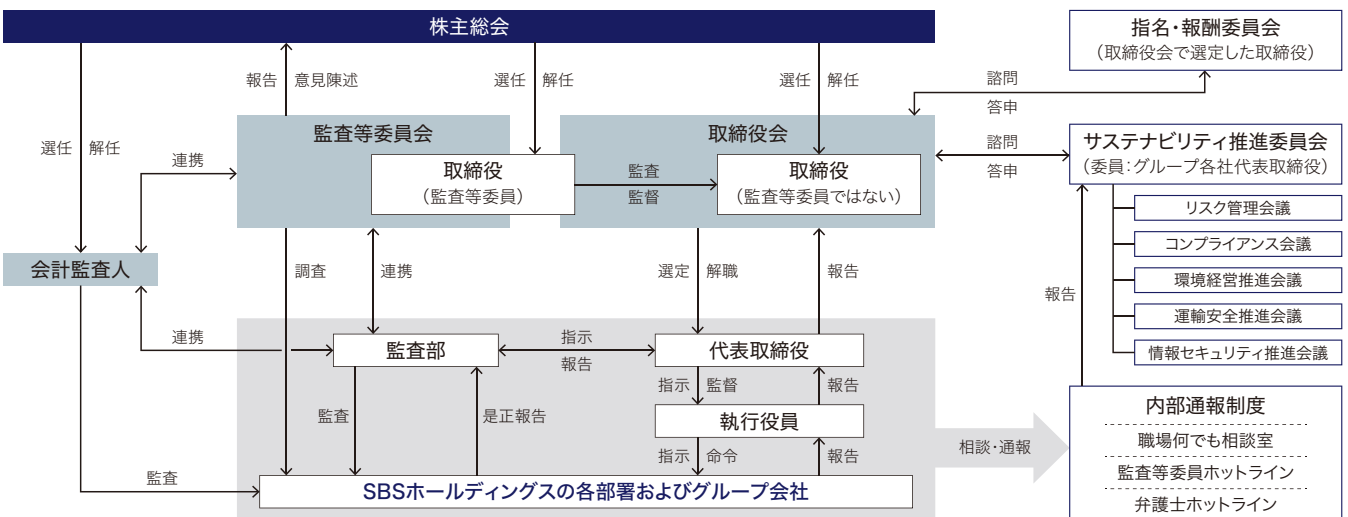 株主総会
指名・報酬委員会
（取締役会で選定した取締役）
諮問
答申
報告 意見陳述
選任 解任
選任 解任
選任 解任
連携
監査等委員会
取締役
（監査等委員）
監査
監督
取締役会
取締役
（監査等委員ではない）
諮問
答申
サステナビリティ推進委員会
（委員：グループ各社代表取締役）
リスク管理会議
コンプライアンス会議
環境経営推進会議
運輸安全推進会議
情報セキュリティ推進会議
会計監査人
調査
連携
選定 解職
報告
報告
連携
監査部
指示
報告
代表取締役
指示 監督
報告
執行役員
監査
是正報告
指示 命令
報告
監査
SBSホールディングスの各部署およびグループ会社
相談・通報
内部通報制度
職場何でも相談室
監査等委員ホットライン
弁護士ホットライン